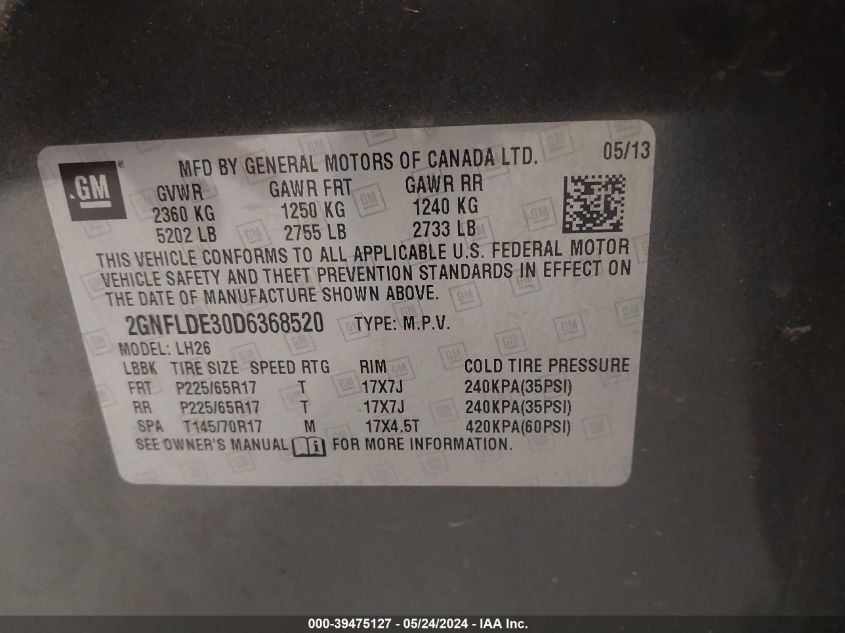 GM®
MFD BY GENERAL MOTORS OF CANADA LTD. 05/13
GVWR GAWR FRT GAWR RR
2360 KG 1250 KG 1240 KG
5202 LB 2755 LB 2733 LB
THIS VEHICLE CONFORMS TO ALL APPLICABLE U.S. FEDERAL MOTOR
VEHICLE SAFETY AND THEFT PREVENTION STANDARDS IN EFFECT ON
THE DATE OF MANUFACTURE SHOWN ABOVE.
2GNFLDE30D6368520 TYPE: M.P.V.
MODEL: LH26
LBBK TIRE SIZE SPEED RTG RIM COLD TIRE PRESSURE
FRT P225/65R17 T 17X7J 240KPA(35PSI)
RR P225/65R17 T 17X7J 240KPA(35PSI)
SPA T145/70R17 M 17X4.5T 420KPA(60PSI)
SEE OWNER'S MANUAL i FOR MORE INFORMATION.
000-39475127 - 05/24/2024 - IAA Inc.